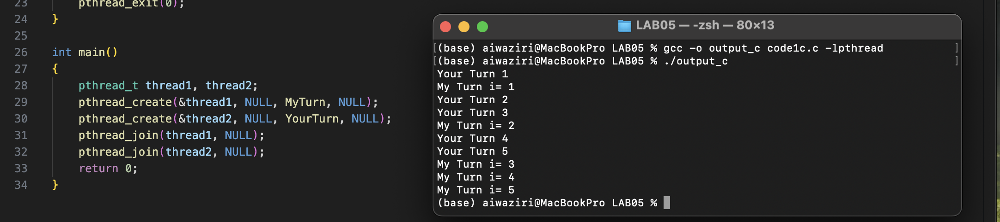 23 pthread_exit(0);
24 }
25
26 int main()
27 {
28 pthread_t thread1, thread2;
29 pthread_create(&thread1, NULL, MyTurn, NULL);
30 pthread_create(&thread2, NULL, YourTurn, NULL);
31 pthread_join(thread1, NULL);
32 pthread_join(thread2, NULL);
33 return 0;
34 }
LAB05 — -zsh — 80×13
[(base) aiwaziri@MacBookPro LAB05 % gcc -o output_c code1c.c -lpthread ]
[(base) aiwaziri@MacBookPro LAB05 % ./output_c ]
Your Turn 1
My Turn i= 1
Your Turn 2
Your Turn 3
My Turn i= 2
Your Turn 4
Your Turn 5
My Turn i= 3
My Turn i= 4
My Turn i= 5
(base) aiwaziri@MacBookPro LAB05 %